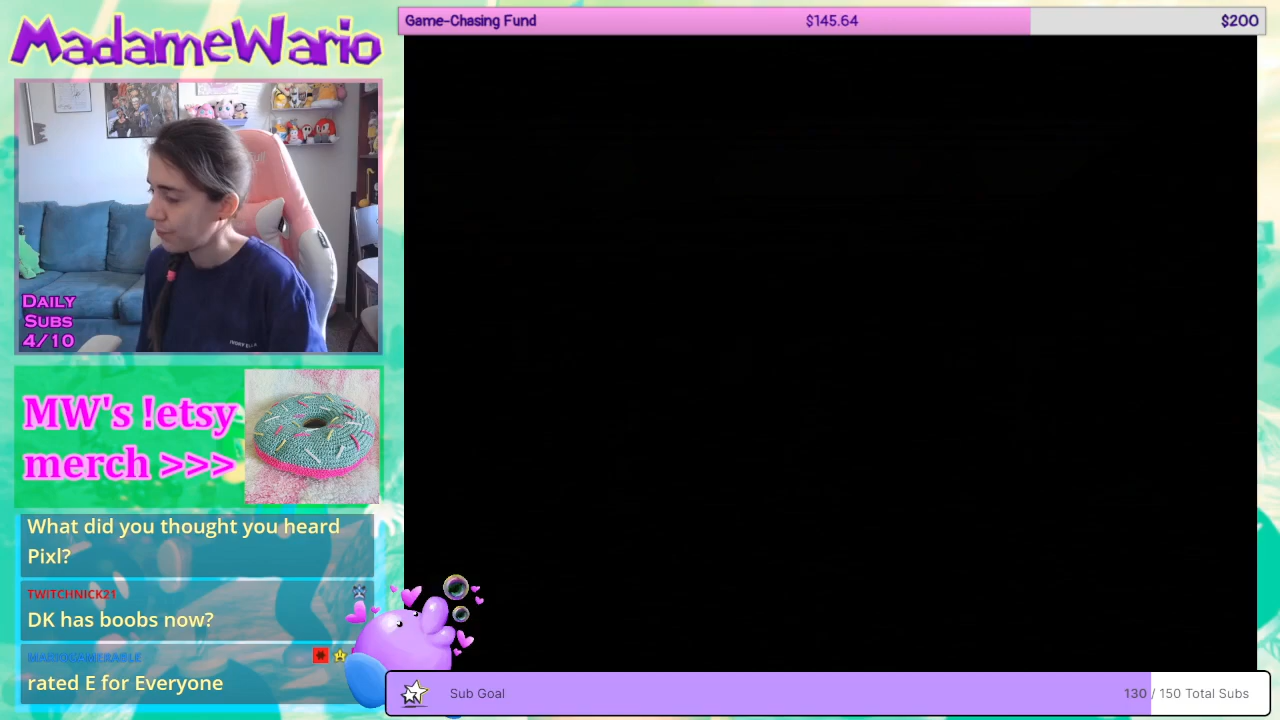 MadameWario
Game-Chasing Fund $145.64 $200
DAILY
SUBS
4/10
MW's !etsy
merch >>>
What did you thought you heard
Pixl?
TWITCHNICK21
DK has boobs now?
rated E for Everyone
Sub Goal 130 / 150 Total Subs